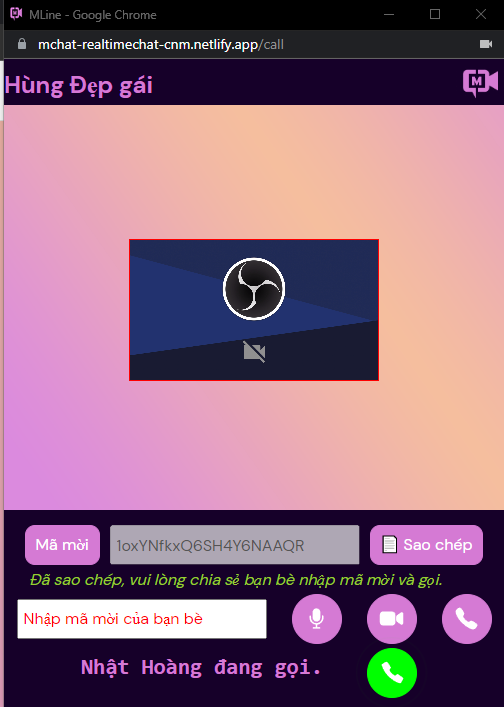 MLine - Google Chrome
mchat-realtimechat-cnm.netlify.app/call
Hùng Đẹp gái
M
Mã mời 1oxYNfkxQ6SH4Y6NAAQR Sao chép
Đã sao chép, vui lòng chia sẻ bạn bè nhập mã mời và gọi.
Nhập mã mời của bạn bè
Nhật Hoàng đang gọi.